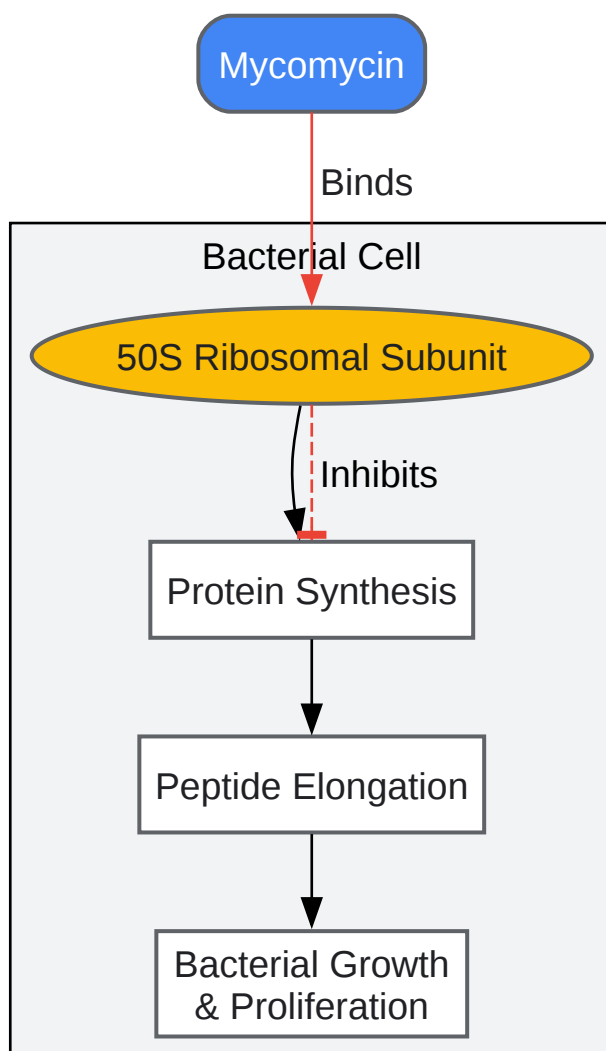 Mycomycin
Binds
Bacterial Cell
50S Ribosomal Subunit
Inhibits
Protein Synthesis
Peptide Elongation
Bacterial Growth
& Proliferation